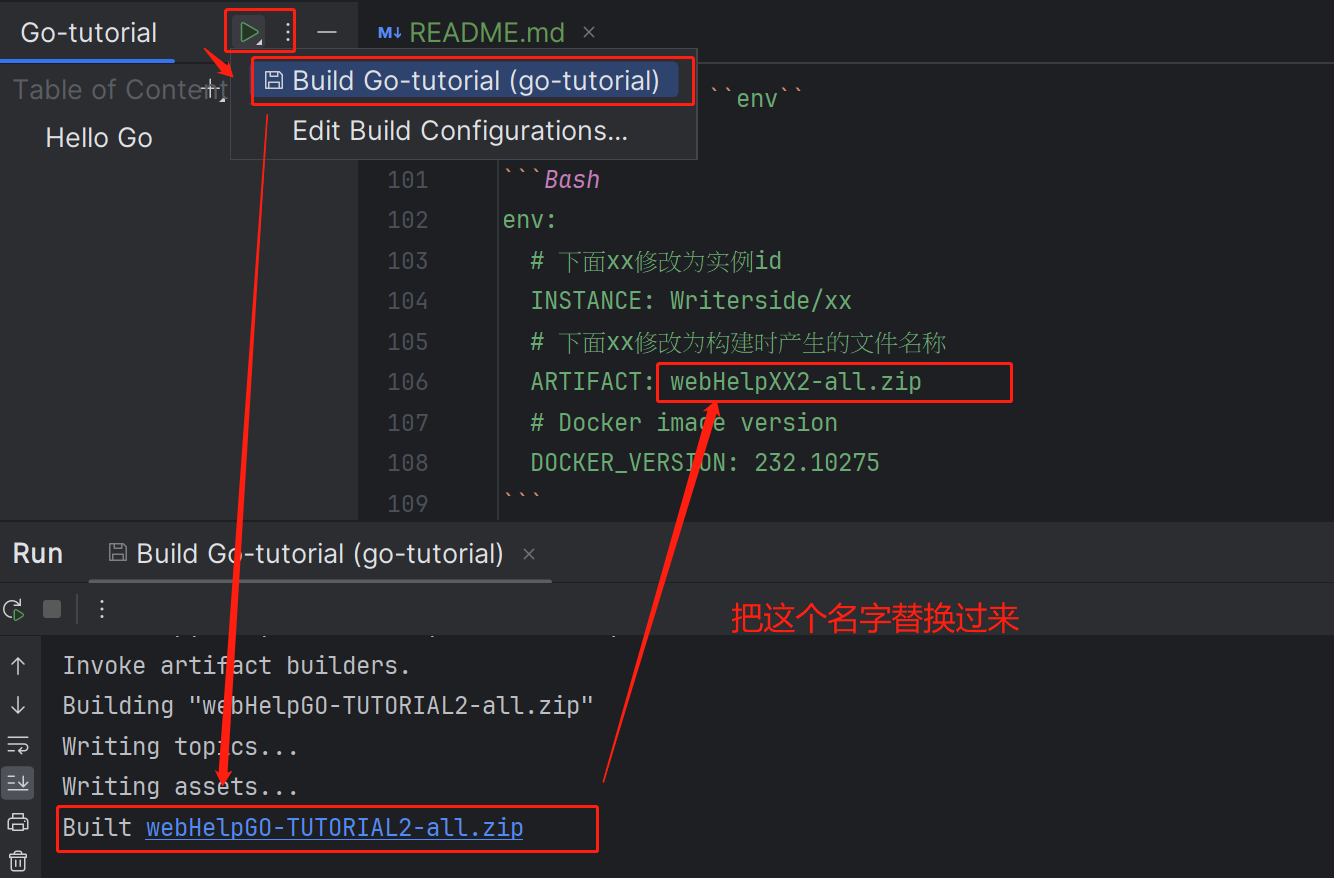 Go-tutorial
README.md
Table of Content
Build Go-tutorial (go-tutorial)
``env``
Hello Go
Edit Build Configurations...
101 ```Bash
102 env:
103 # 下面xx修改为实例id
104 INSTANCE: Writerside/xx
105 # 下面xx修改为构建时产生的文件名称
106 ARTIFACT: webHelpXX2-all.zip
107 # Docker image version
108 DOCKER_VERSION: 232.10275
109 ```
Run Build Go-tutorial (go-tutorial)
把这个名字替换过来
Invoke artifact builders.
Building "webHelpGO-TUTORIAL2-all.zip"
Writing topics...
Writing assets...
Built webHelpGO-TUTORIAL2-all.zip